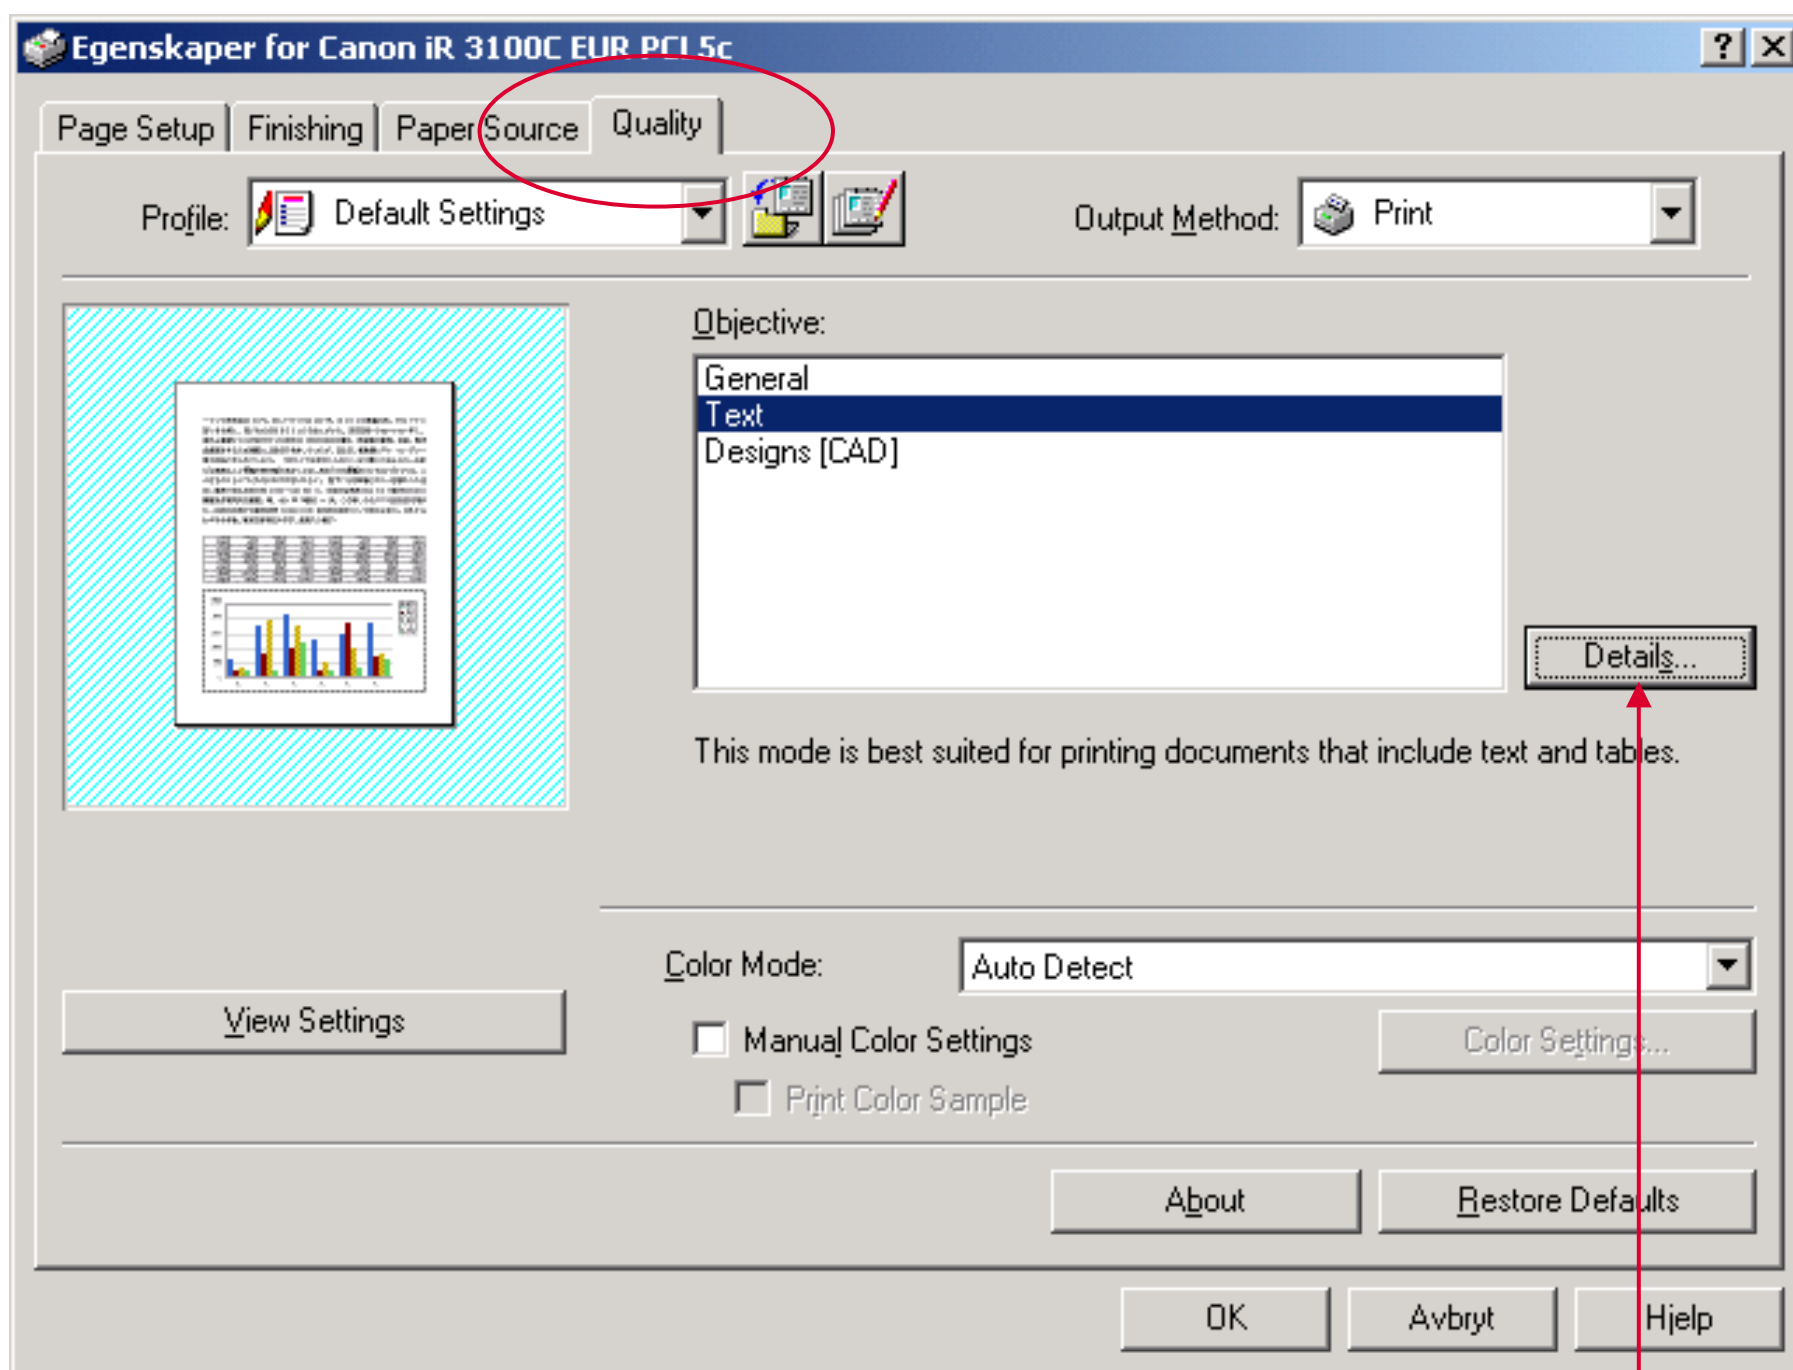 Egenskaper for Canon iR 3100C EUR PCL5c
Page Setup Finishing Paper Source Quality
Profile: Default Settings Output Method: Print
Objective:
General
Text
Designs [CAD]
Details...
This mode is best suited for printing documents that include text and tables.
Color Mode: Auto Detect
View Settings
Manual Color Settings Color Settings...
Print Color Sample
About Restore Defaults
OK Avbryt Hjelp